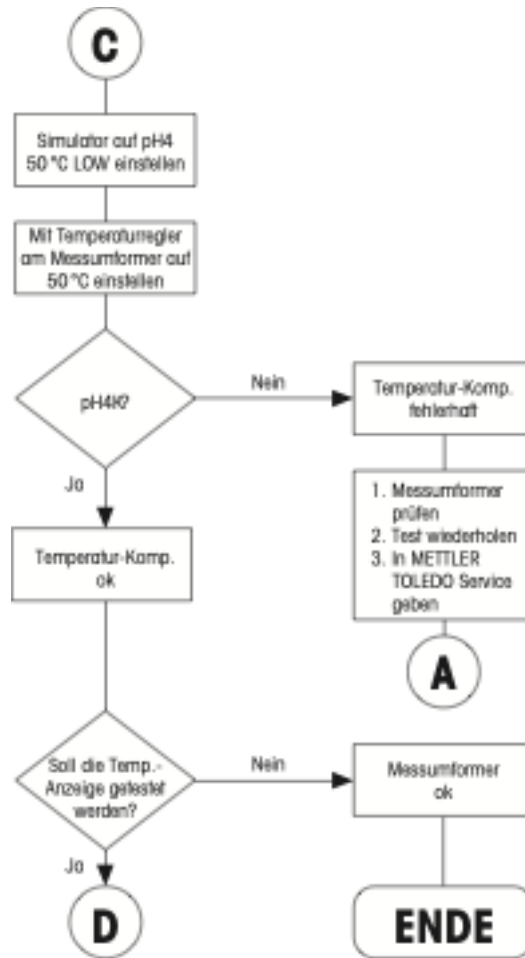 C
Simulator auf pH4
50 °C LOW einstellen
Mit Temperaturregler
am Messumformer auf
50 °C einstellen
pH4K?
Nein
Temperatur-Komp.
fehlerhaft
1. Messumformer
prüfen
2. Test wiederholen
3. In METTLER
TOLEDO Service
geben
A
Ja
Temperatur-Komp.
ok
Soll die Temp.-
Anzeige getestet
werden?
Nein
Messumformer
ok
Ja
D
ENDE